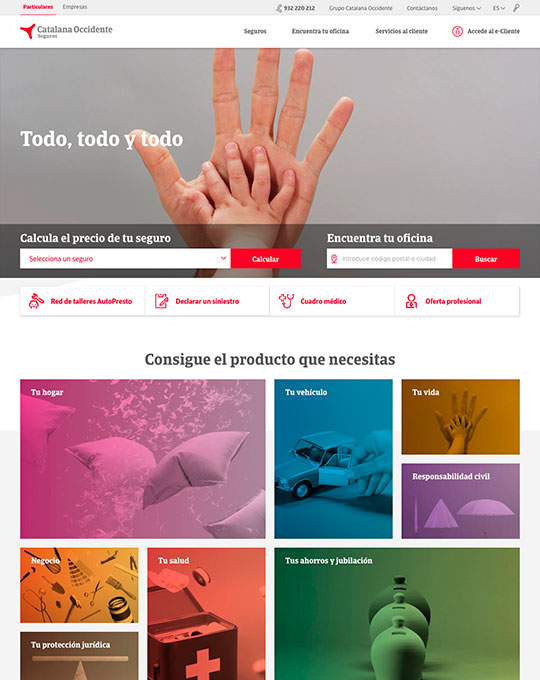 Particulares
Empresas
932 220 212
Grupo Catalana Occidente
Contáctanos
Síguenos
ES
Catalana Occidente
Seguros
Seguros
Encuentra tu oficina
Servicios al cliente
Accede al e-Cliente
Todo, todo y todo
Calcula el precio de tu seguro
Selecciona un seguro
Calcular
Encuentra tu oficina
Introduce código postal o ciudad
Buscar
Red de talleres AutoPresto
Declarar un siniestro
Cuadro médico
Oferta profesional
Consigue el producto que necesitas
Tu hogar
Tu vehículo
Tu vida
Responsabilidad civil
Negocio
Tu salud
Tus ahorros y jubilación
Tu protección jurídica